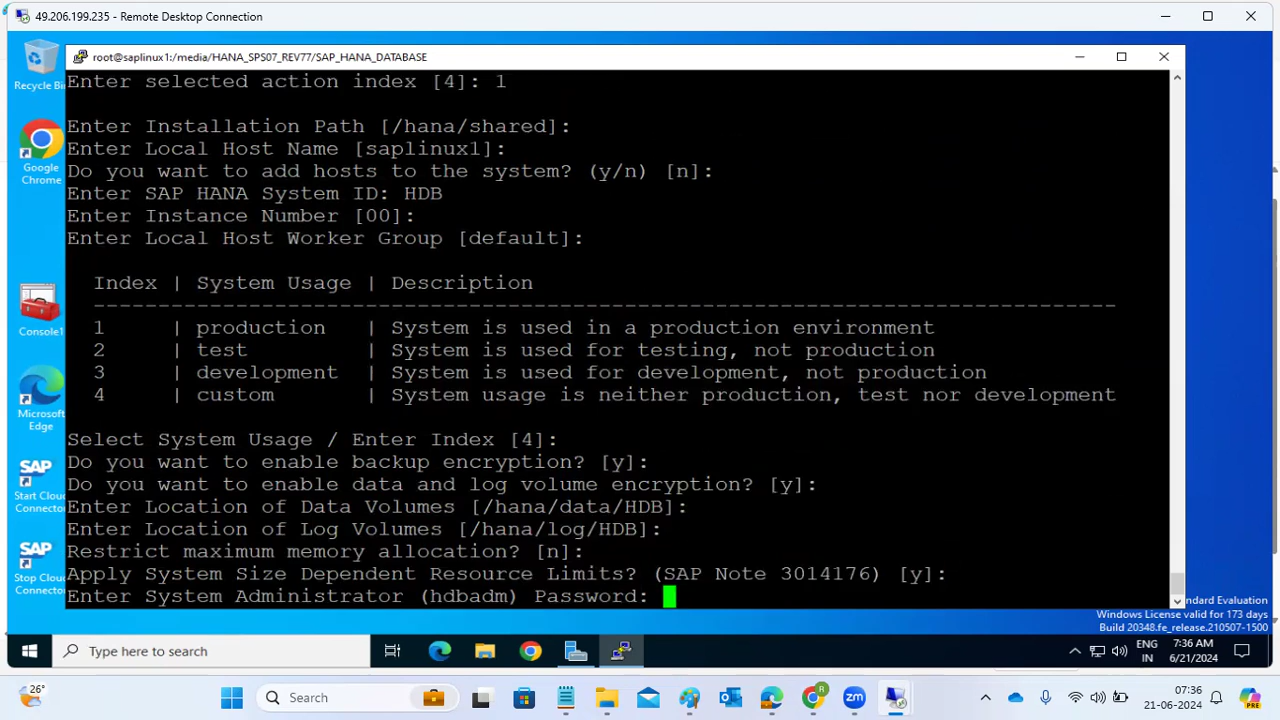 49.206.199.235 - Remote Desktop Connection
root@saplinux1:/media/HANA_SPS07_REV77/SAP_HANA_DATABASE
Recycle Bin
Google
Chrome
Console1
Microsoft
Edge
SAP
Start Cloud
Connector
SAP
Stop Cloud
Connector
Enter selected action index [4]: 1
Enter Installation Path [/hana/shared]:
Enter Local Host Name [saplinux1]:
Do you want to add hosts to the system? (y/n) [n]:
Enter SAP HANA System ID: HDB
Enter Instance Number [00]:
Enter Local Host Worker Group [default]:
Index | System Usage | Description
-------------------------------------------------------------------------------
1 | production | System is used in a production environment
2 | test | System is used for testing, not production
3 | development | System is used for development, not production
4 | custom | System usage is neither production, test nor development
Select System Usage / Enter Index [4]:
Do you want to enable backup encryption? [y]:
Do you want to enable data and log volume encryption? [y]:
Enter Location of Data Volumes [/hana/data/HDB]:
Enter Location of Log Volumes [/hana/log/HDB]:
Restrict maximum memory allocation? [n]:
Apply System Size Dependent Resource Limits? (SAP Note 3014176) [y]:
Enter System Administrator (hdbadm) Password:
ndard Evaluation
Windows License valid for 173 days
Build 20348.fe_release.210507-1500
Type here to search
ENG
IN
7:36 AM
6/21/2024
26°
Search
R
zm
07:36
21-06-2024
PRE